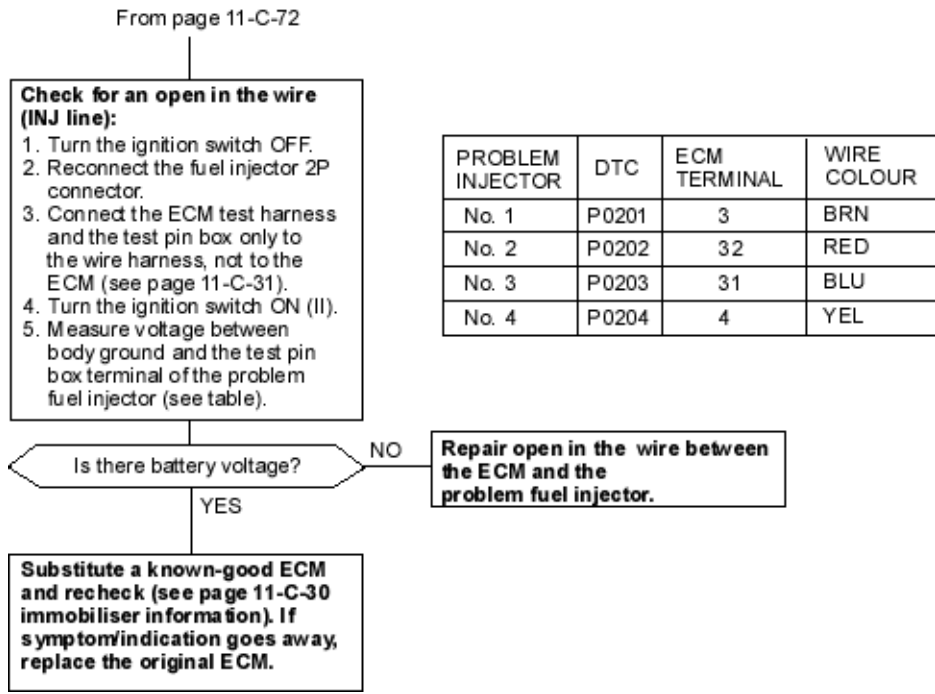 From page 11-C-72
Check for an open in the wire
(INJ line):
1. Turn the ignition switch OFF.
2. Reconnect the fuel injector 2P
connector.
3. Connect the ECM test harness
and the test pin box only to
the wire harness, not to the
ECM (see page 11-C-31).
4. Turn the ignition switch ON (II).
5. Measure voltage between
body ground and the test pin
box terminal of the problem
fuel injector (see table).
PROBLEM INJECTOR DTC ECM TERMINAL WIRE COLOUR
No. 1 P0201 3 BRN
No. 2 P0202 32 RED
No. 3 P0203 31 BLU
No. 4 P0204 4 YEL
Is there battery voltage?
NO
Repair open in the wire between
the ECM and the
problem fuel injector.
YES
Substitute a known-good ECM
and recheck (see page 11-C-30
immobiliser information). If
symptom/indication goes away,
replace the original ECM.